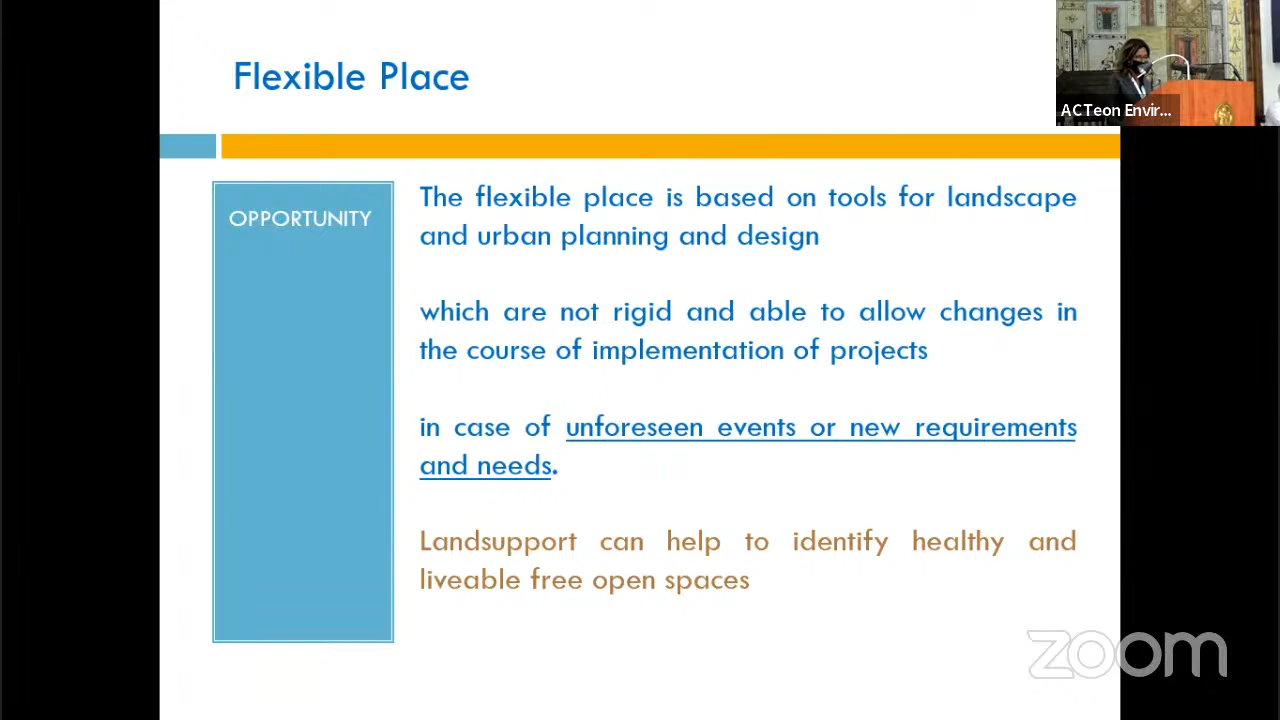 Flexible Place
ACTeon Envir...
OPPORTUNITY
The flexible place is based on tools for landscape
and urban planning and design
which are not rigid and able to allow changes in
the course of implementation of projects
in case of unforeseen events or new requirements
and needs.
Landsupport can help to identify healthy and
liveable free open spaces
zoom